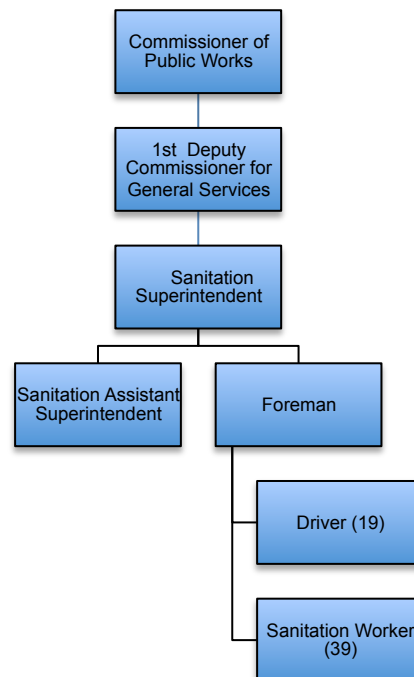 Commissioner of
Public Works
1st Deputy
Commissioner for
General Services
Sanitation
Superintendent
Sanitation Assistant
Superintendent
Foreman
Driver (19)
Sanitation Worker
(39)